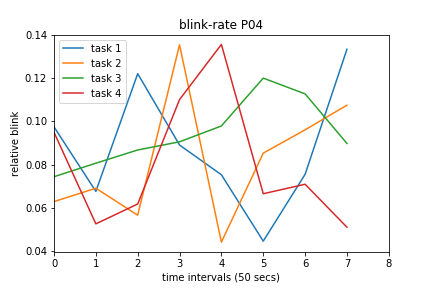 blink-rate P04
0.14
0.12
0.10
0.08
0.06
0.04
relative blink
task 1
task 2
task 3
task 4
0 1 2 3 4 5 6 7 8
time intervals (50 secs)